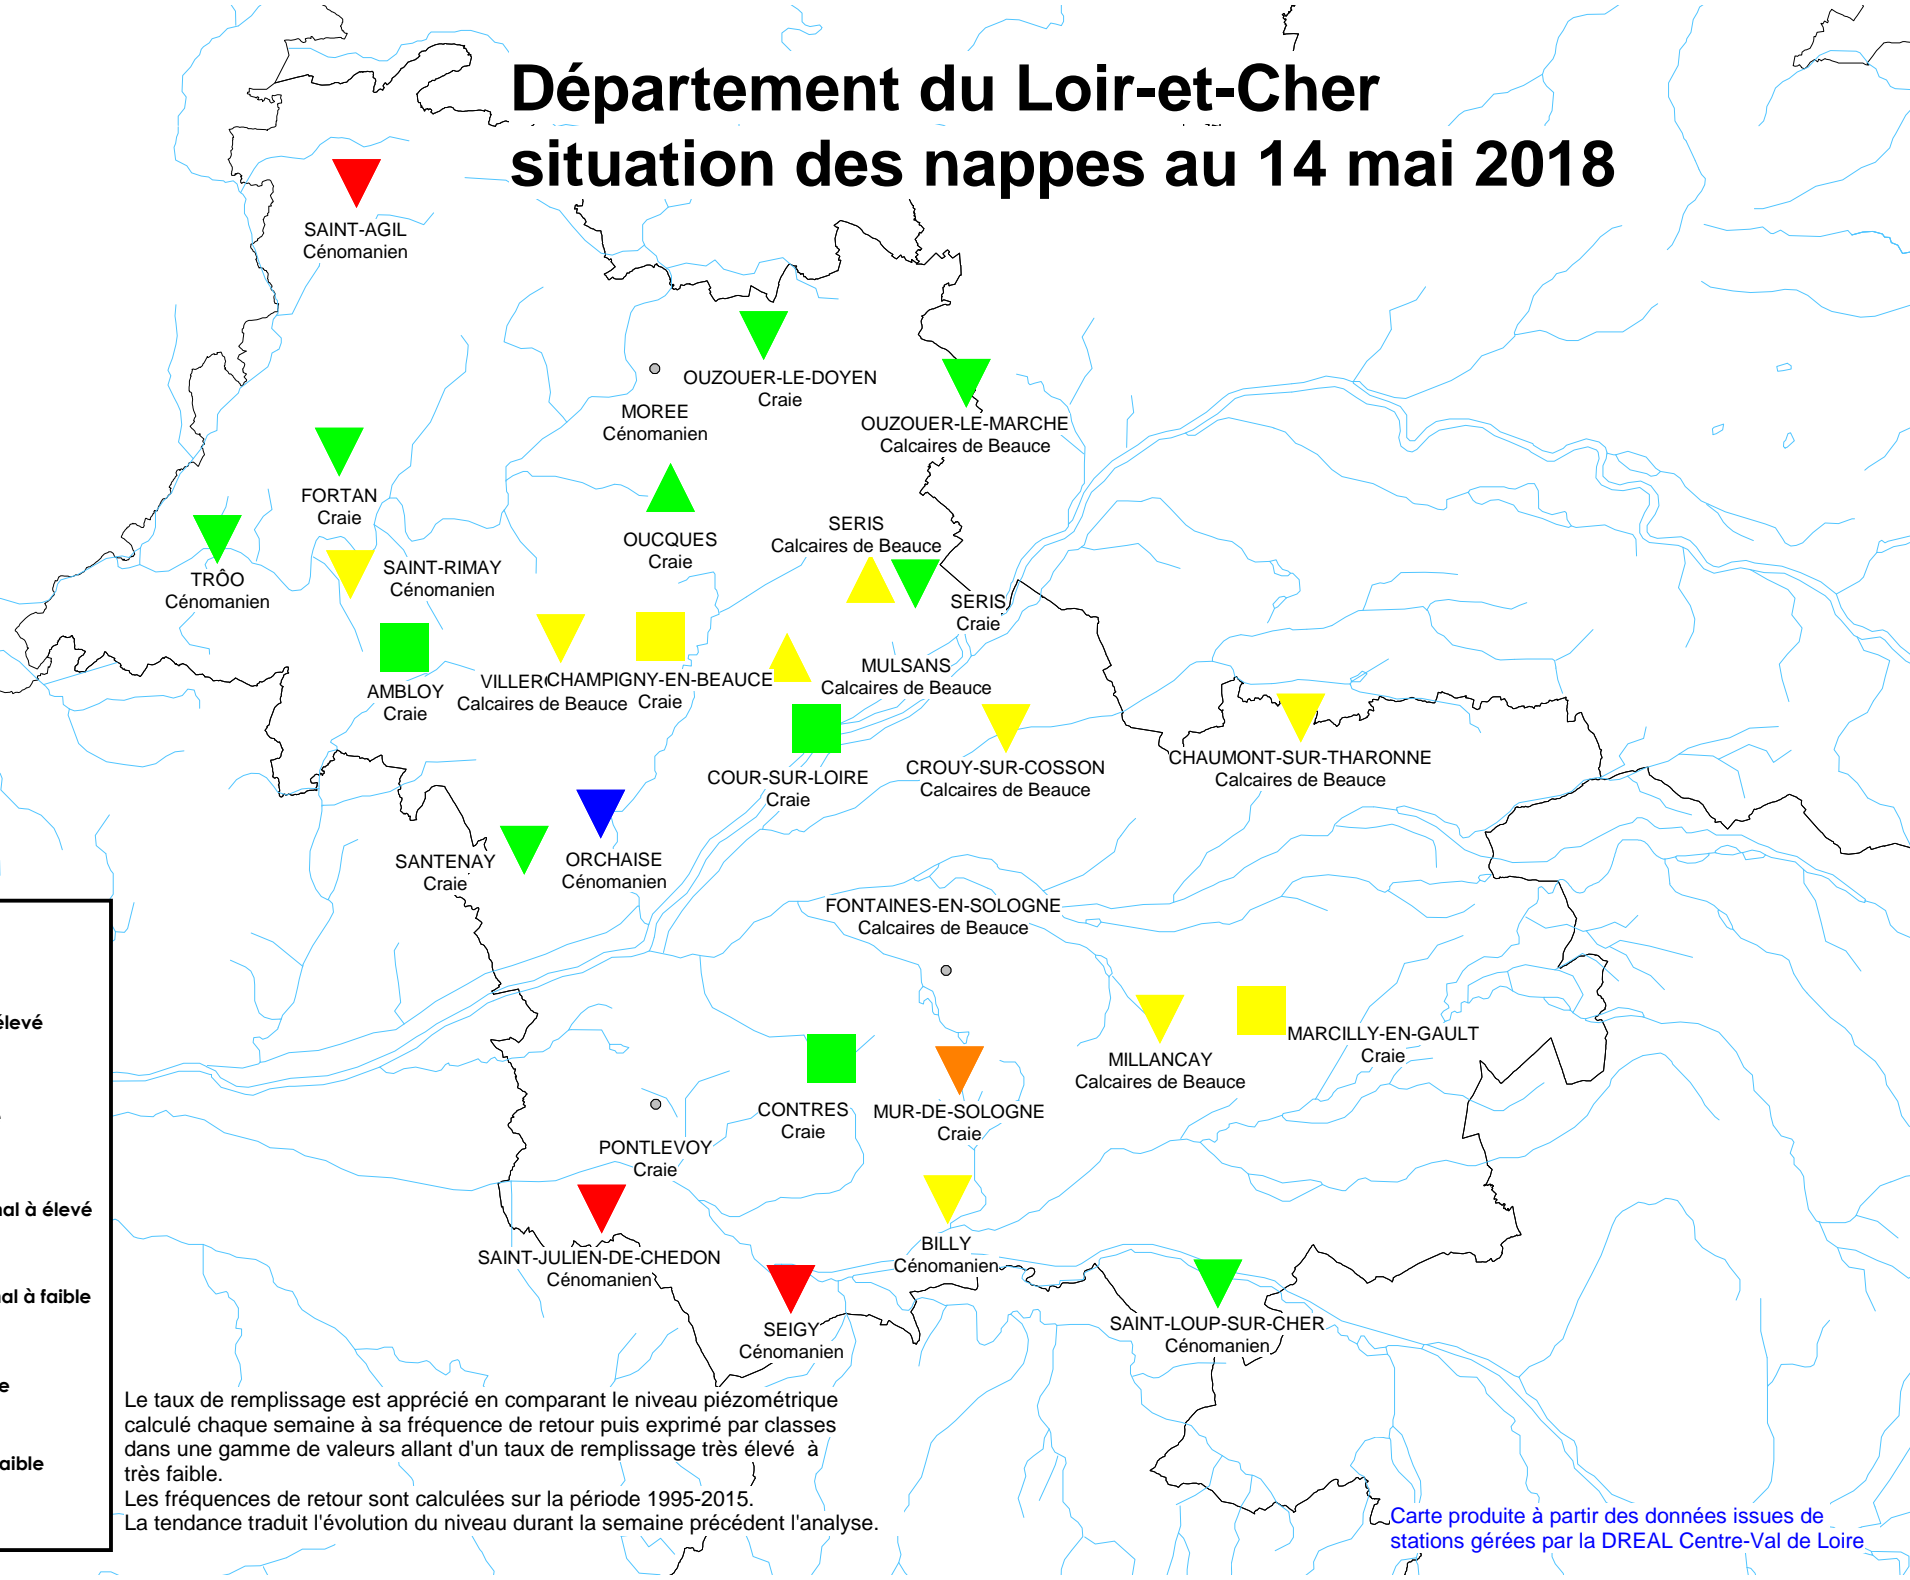 Département du Loir-et-Cher
situation des nappes au 14 mai 2018
SAINT-AGIL
Cénomanien
OUZOUER-LE-DOYEN
Craie
MOREE
Cénomanien
OUZOUER-LE-MARCHE
Calcaires de Beauce
FORTAN
Craie
OUCQUES
Craie
SERIS
Calcaires de Beauce
TRÔO
Cénomanien
SAINT-RIMAY
Cénomanien
SERIS
Craie
AMBLOY
Craie
Calcaires de Beauce
CHAMPIGNY-EN-BEAUCE
Craie
MULSANS
Calcaires de Beauce
COUR-SUR-LOIRE
Craie
CROUY-SUR-COSSON
Calcaires de Beauce
CHAUMONT-SUR-THARONNE
Calcaires de Beauce
SANTENAY
Craie
ORCHAISE
Cénomanien
FONTAINES-EN-SOLOGNE
Calcaires de Beauce
élevé
MARCILLY-EN-GAULT
Craie
MILLANCAY
Calcaires de Beauce
CONTRES
Craie
MUR-DE-SOLOGNE
Craie
PONTLEVOY
Craie
à élevé
SAINT-JULIEN-DE-CHEDON
Cénomanien
BILLY
Cénomanien
à faible
SEIGY
Cénomanien
SAINT-LOUP-SUR-CHER
Cénomanien
Le taux de remplissage est apprécié en comparant le niveau piézométrique
calculé chaque semaine à sa fréquence de retour puis exprimé par classes
dans une gamme de valeurs allant d'un taux de remplissage très élevé à
très faible.
Les fréquences de retour sont calculées sur la période 1995-2015.
La tendance traduit l'évolution du niveau durant la semaine précédent l'analyse.
Carte produite à partir des données issues de
stations gérées par la DREAL Centre-Val de Loire